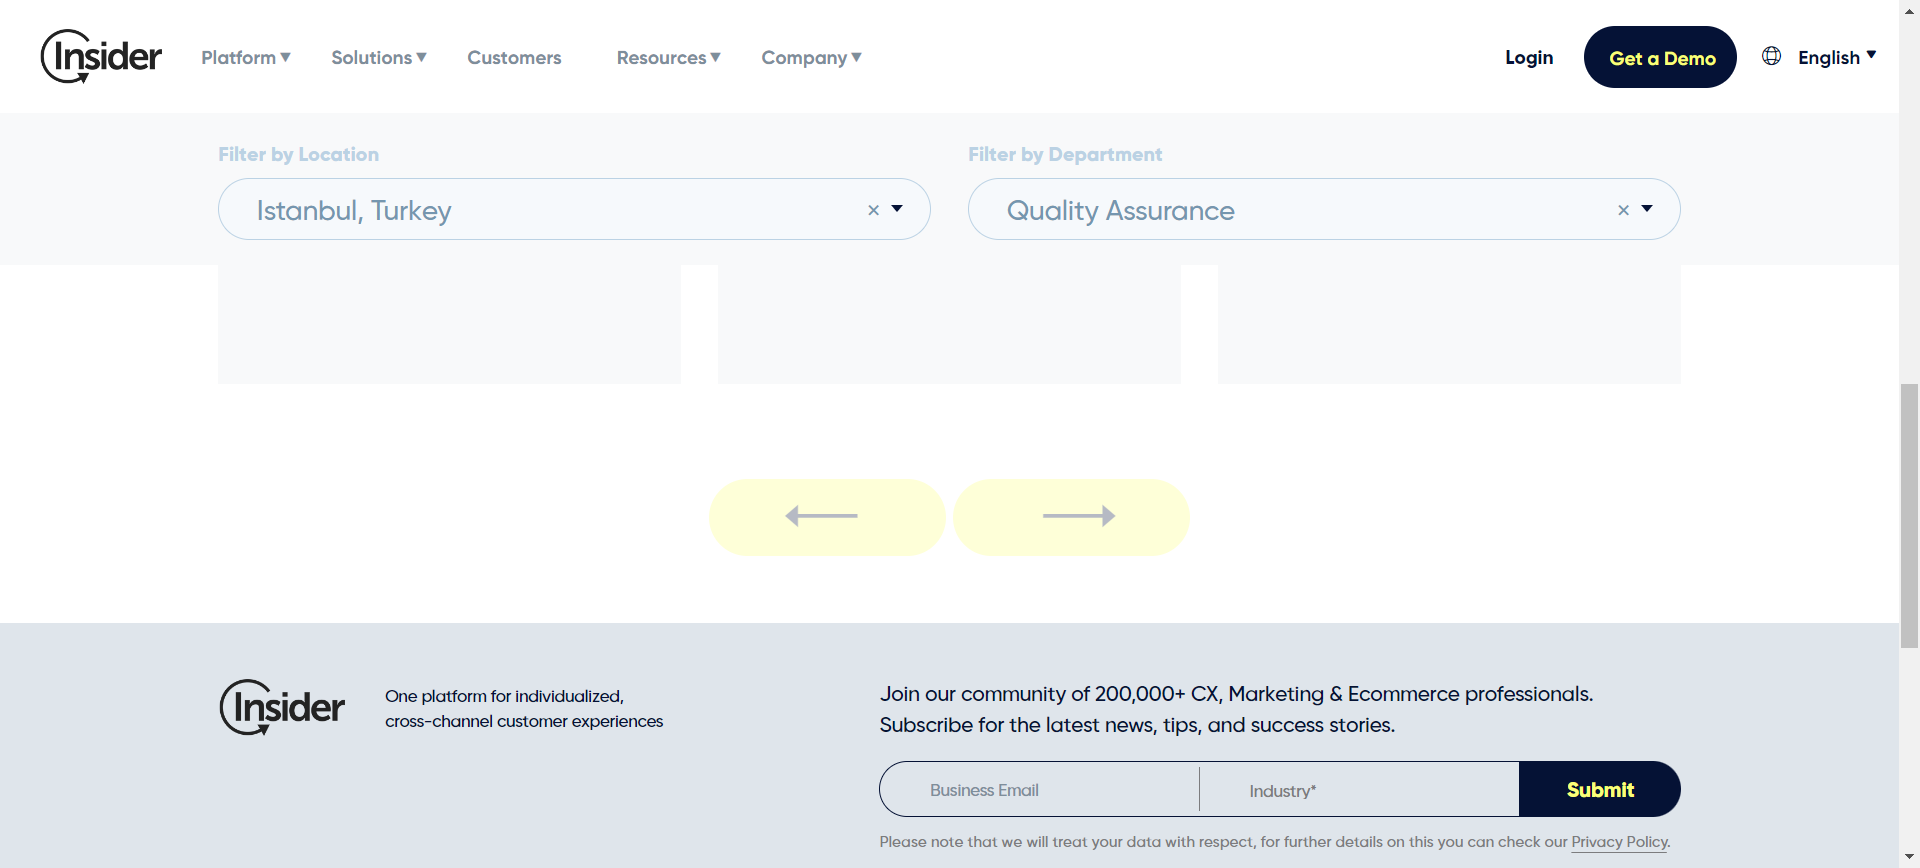 Insider Platform Solutions Customers Resources Company Login Get a Demo English
Filter by Location Filter by Department
Istanbul, Turkey × Quality Assurance ×
Insider
One platform for individualized,
cross-channel customer experiences
Join our community of 200,000+ CX, Marketing & Ecommerce professionals.
Subscribe for the latest news, tips, and success stories.
Business Email Industry* Submit
Please note that we will treat your data with respect, for further details on this you can check our Privacy Policy.